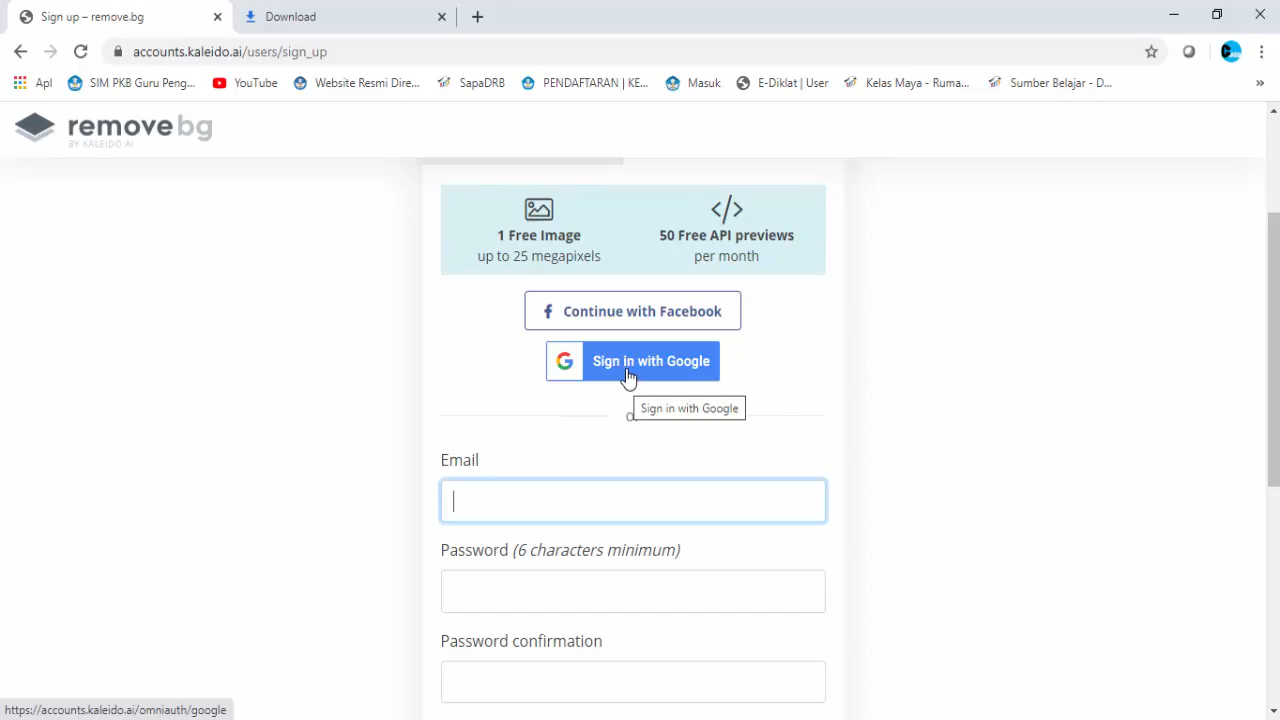 Sign up – remove.bg
Download
accounts.kaleido.ai/users/sign_up
Apl
SIM PKB Guru Peng...
YouTube
Website Resmi Dire...
SapaDRB
PENDAFTARAN | KE...
Masuk
E-Diklat | User
Kelas Maya - Ruma...
Sumber Belajar - D...
»
removebg
BY KALEIDO AI
1 Free Image
up to 25 megapixels
50 Free API previews
per month
Continue with Facebook
Sign in with Google
Sign in with Google
Email
Password (6 characters minimum)
Password confirmation
https://accounts.kaleido.ai/omniauth/google